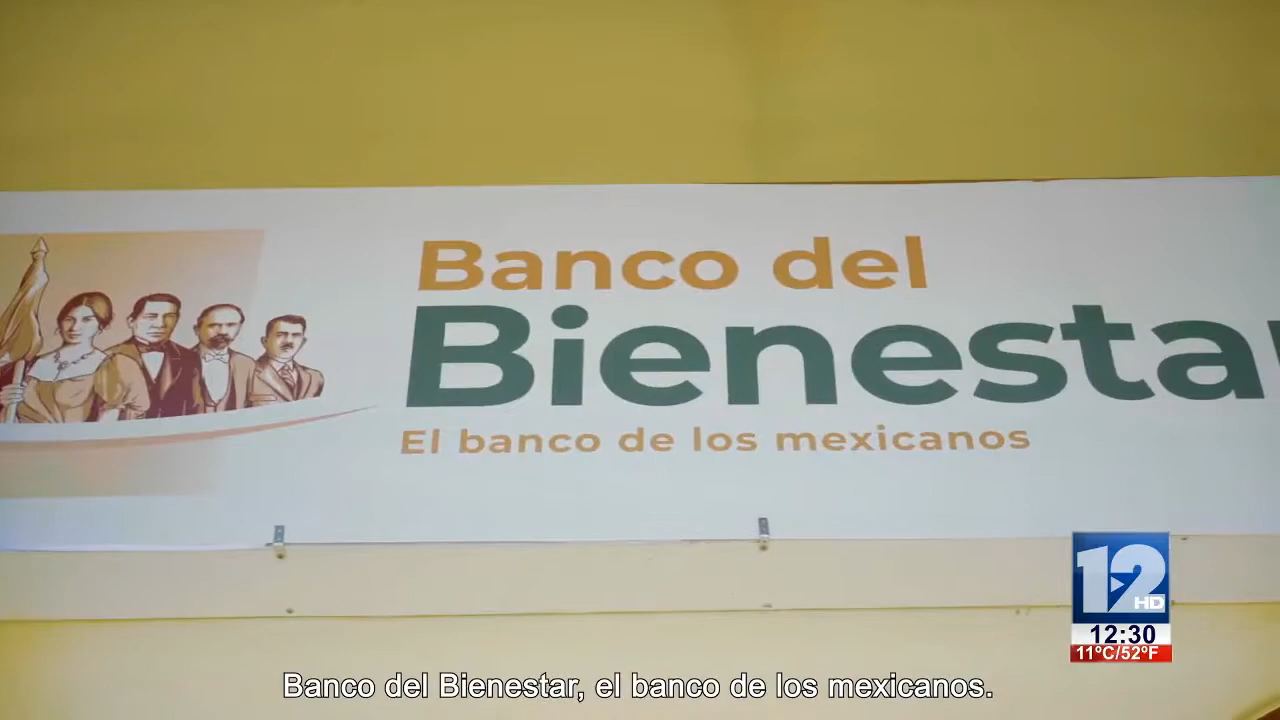 Banco del
Bienestar
El banco de los mexicanos
12
HD
12:30
11°C/52°F
Banco del Bienestar, el banco de los mexicanos.